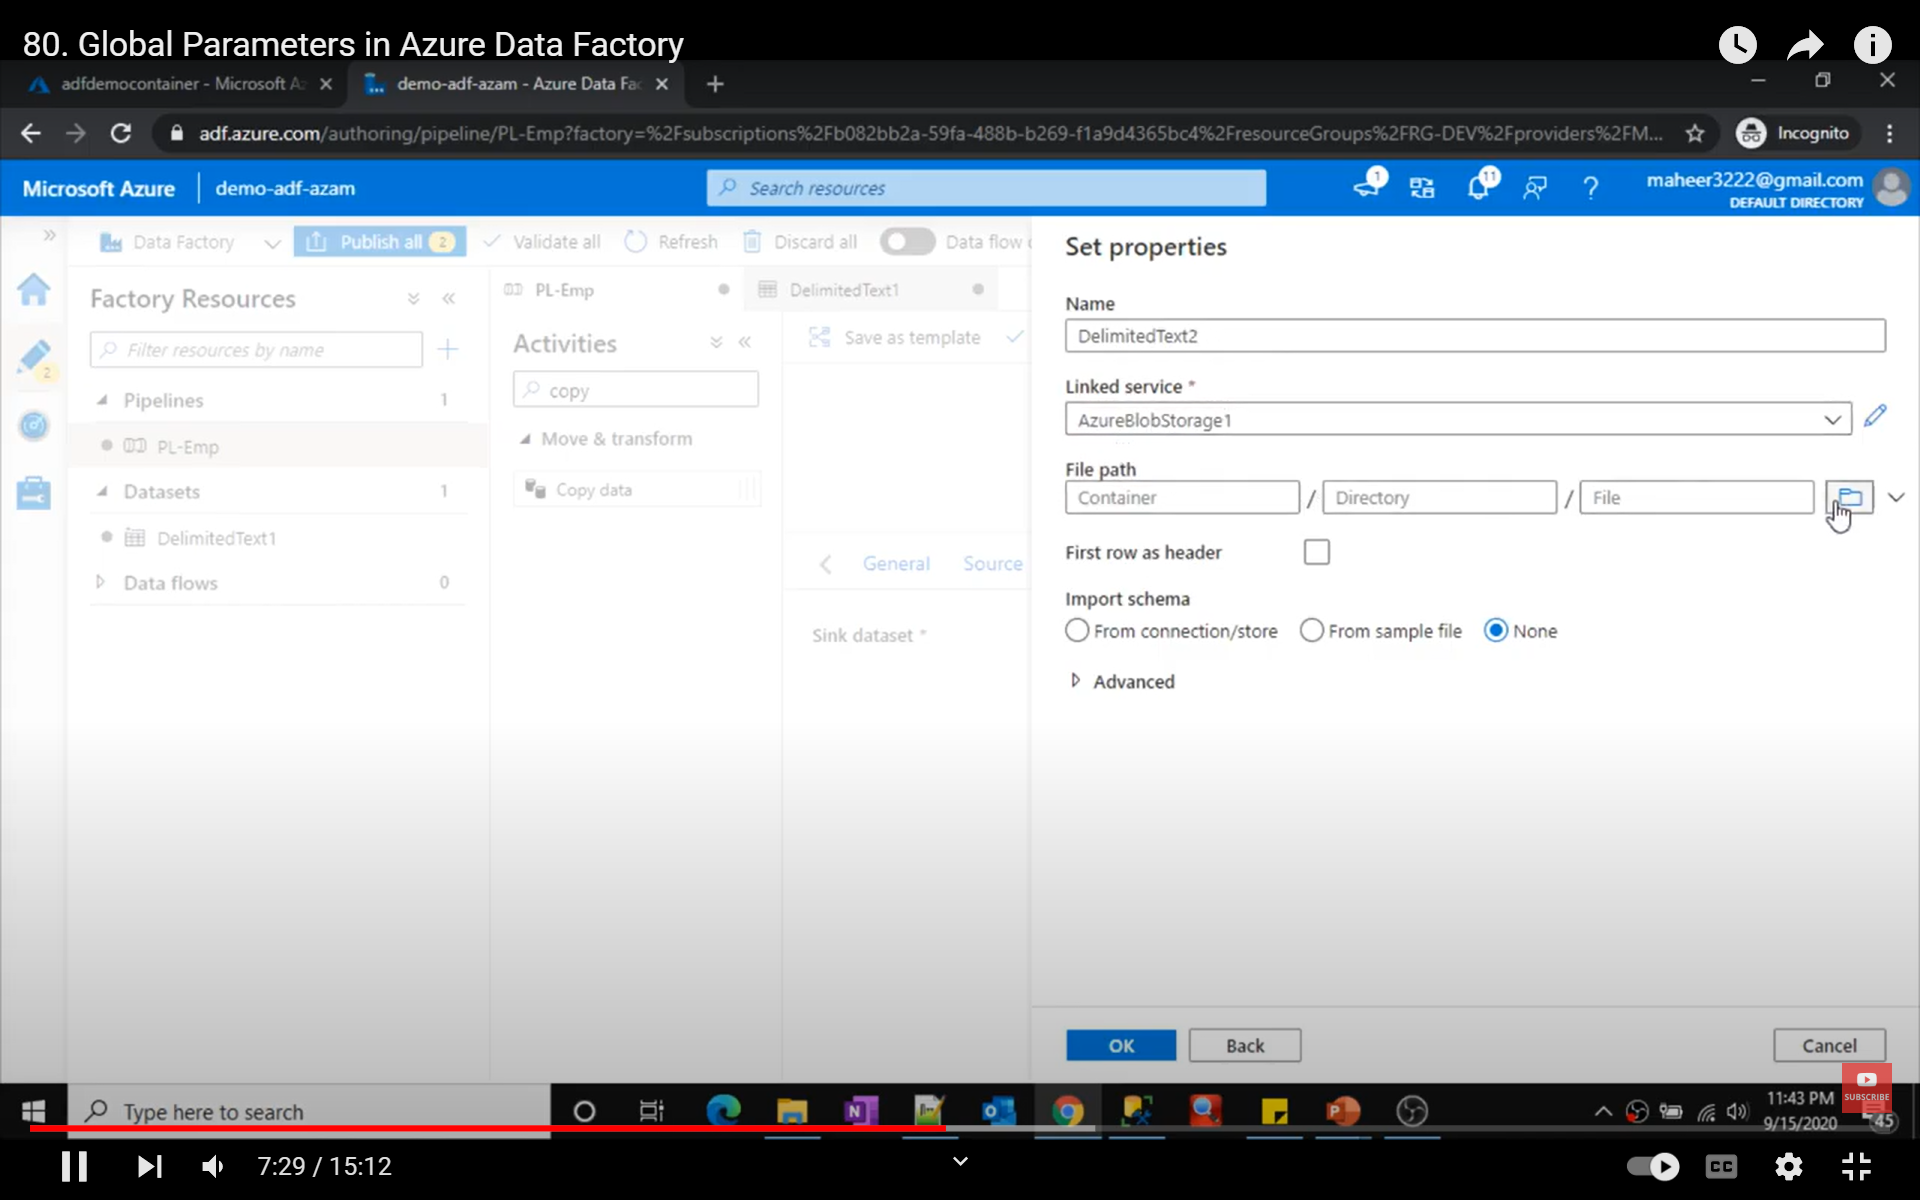 80. Global Parameters in Azure Data Factory
adfdemocontainer - Microsoft A
demo-adf-azam - Azure Data Fa
adf.azure.com/authoring/pipeline/PL-Emp?factory=%2Fsubscriptions%2Fb082bb2a-59fa-488b-b269-f1a9d4365bc4%2FresourceGroups%2FRG-DEV%2Fproviders%2FM...
Incognito
Microsoft Azure
demo-adf-azam
Search resources
1
11
?
maheer3222@gmail.com
DEFAULT DIRECTORY
Data Factory
Publish all 2
Validate all
Refresh
Discard all
Data flow
Set properties
Factory Resources
PL-Emp
DelimitedText1
Name
Filter resources by name
Activities
Save as template
DelimitedText2
2
copy
Linked service *
Pipelines 1
AzureBlobStorage1
PL-Emp
Move & transform
File path
Datasets 1
Copy data
Container / Directory / File
DelimitedText1
General
Source
First row as header
Data flows 0
Import schema
Sink dataset *
From connection/store
From sample file
None
Advanced
OK
Back
Cancel
Type here to search
11:43 PM
9/15/2020
SUBSCRIBE
45
7:29 / 15:12
CC